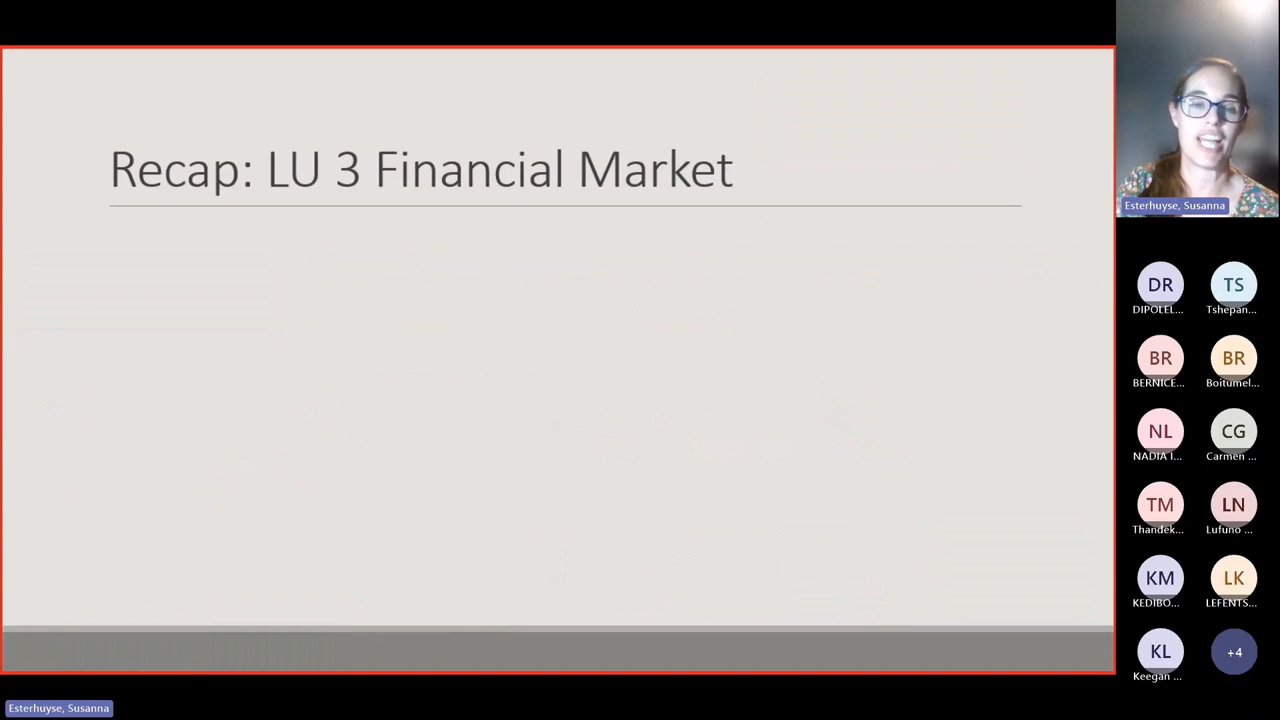 Recap: LU 3 Financial Market
Esterhuyse, Susanna
DR
TS
DIPOLEL...
Tshepan...
BR
BR
BERNICE...
Boitumel...
NL
CG
NADIA I...
Carmen ...
TM
LN
Thandek...
Lufuno ...
KM
LK
KEDIBO...
LEFENTS...
KL
+4
Keegan ...
Esterhuyse, Susanna